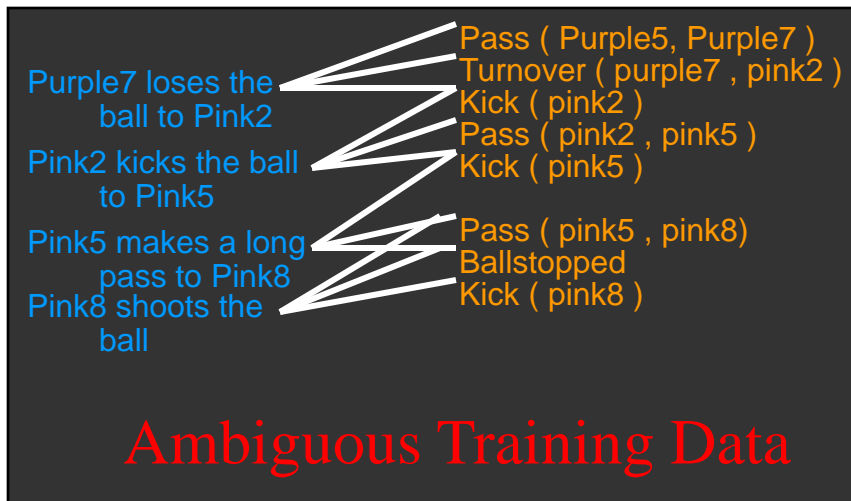 Purple7 loses the
ball to Pink2
Pink2 kicks the ball
to Pink5
Pink5 makes a long
pass to Pink8
Pink8 shoots the
ball
Pass ( Purple5, Purple7 )
Turnover ( purple7 , pink2 )
Kick ( pink2 )
Pass ( pink2 , pink5 )
Kick ( pink5 )
Pass ( pink5 , pink8)
Ballstopped
Kick ( pink8 )
Ambiguous Training Data